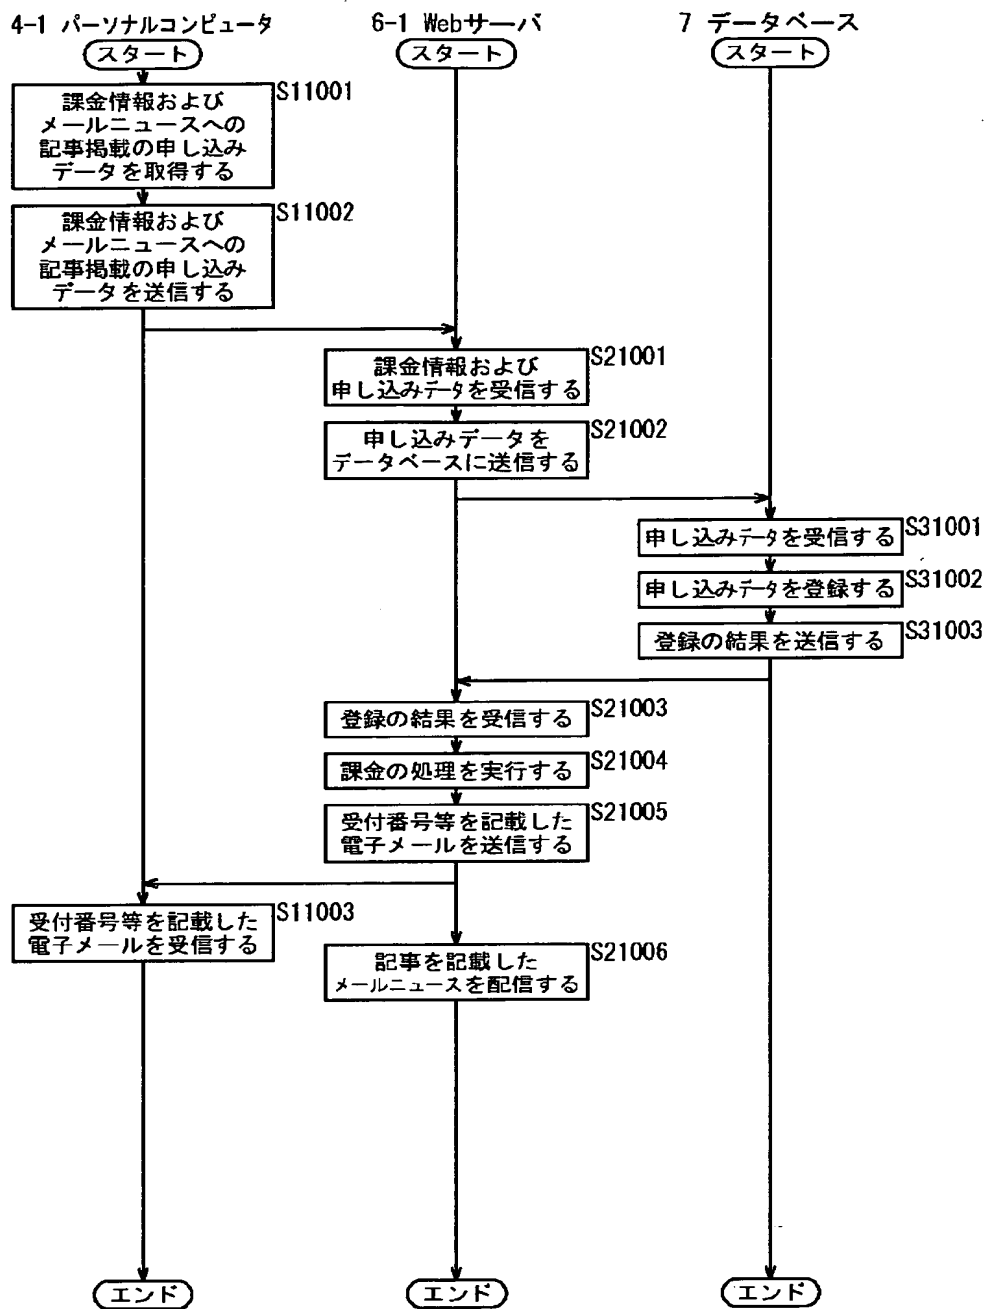 4-1 パーソナルコンピュータ
6-1 Webサーバ
7 データベース
スタート
スタート
スタート
S11001
課金情報および
メールニュースへの
記事掲載の申し込み
データを取得する
S11002
課金情報および
メールニュースへの
記事掲載の申し込み
データを送信する
S21001
課金情報および
申し込みデータを受信する
S21002
申し込みデータを
データベースに送信する
S31001
申し込みデータを受信する
S31002
申し込みデータを登録する
S31003
登録の結果を送信する
S21003
登録の結果を受信する
S21004
課金の処理を実行する
S21005
受付番号等を記載した
電子メールを送信する
S11003
受付番号等を記載した
電子メールを受信する
S21006
記事を記載した
メールニュースを配信する
エンド
エンド
エンド